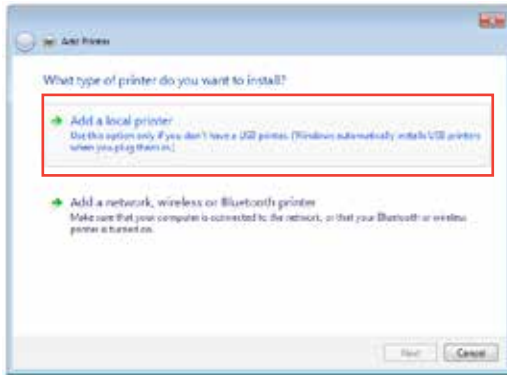 Add Printer
What type of printer do you want to install?
Add a local printer
Use this option only if you don't have a USB printer. (Windows automatically installs USB printers
when you plug them in.)
Add a network, wireless or Bluetooth printer
Make sure that your computer is connected to the network, or that your Bluetooth or wireless
printer is turned on.
Next
Cancel